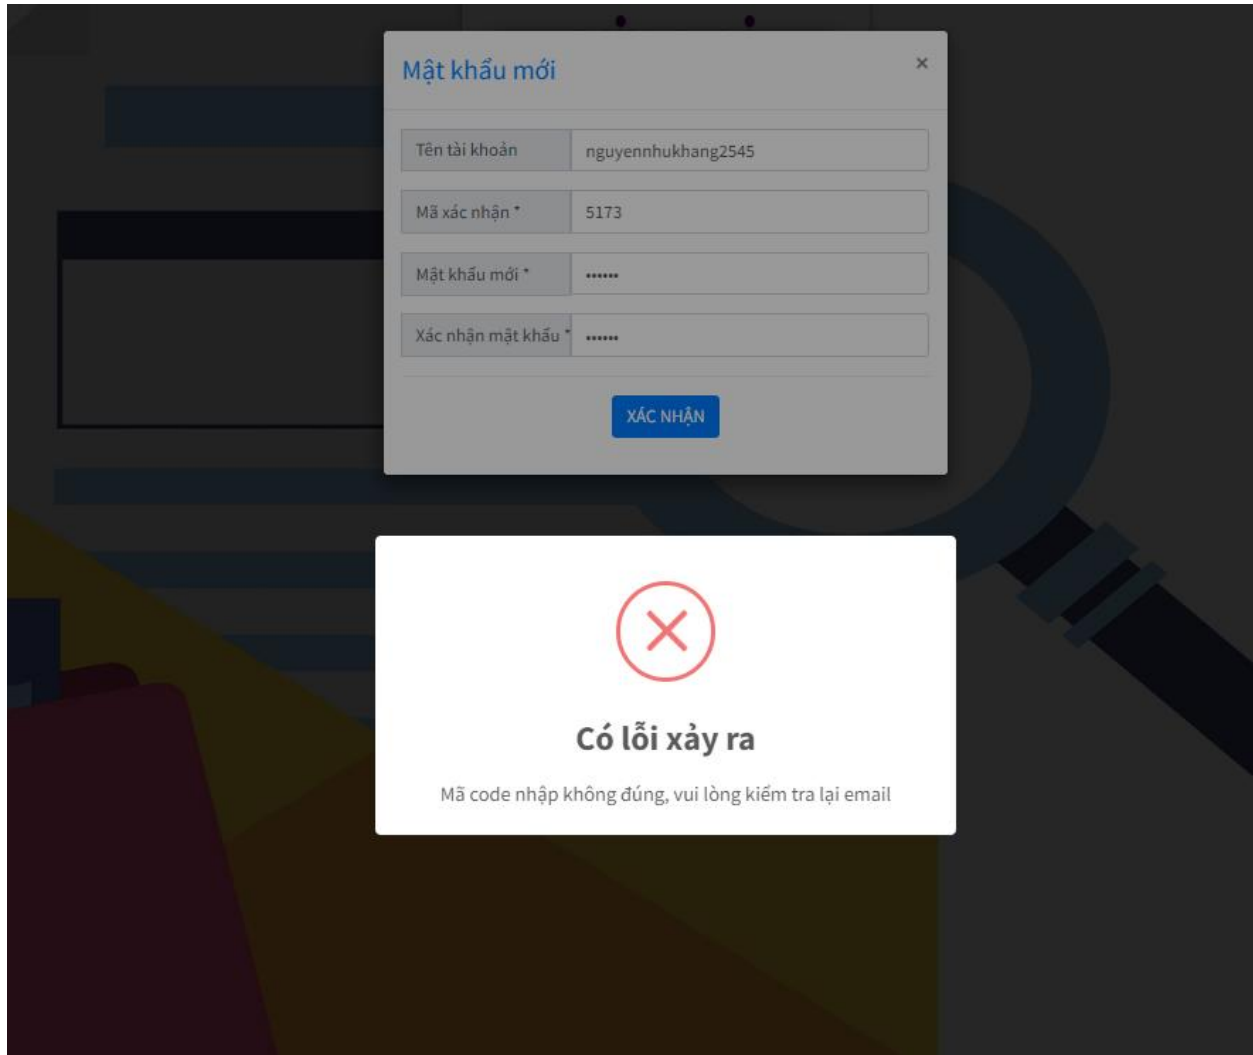 Mật khẩu mới ×
Tên tài khoản nguyennhukhang2545
Mã xác nhận * 5173
Mật khẩu mới * ••••••
Xác nhận mật khẩu * ••••••
XÁC NHẬN
Có lỗi xảy ra
Mã code nhập không đúng, vui lòng kiểm tra lại email